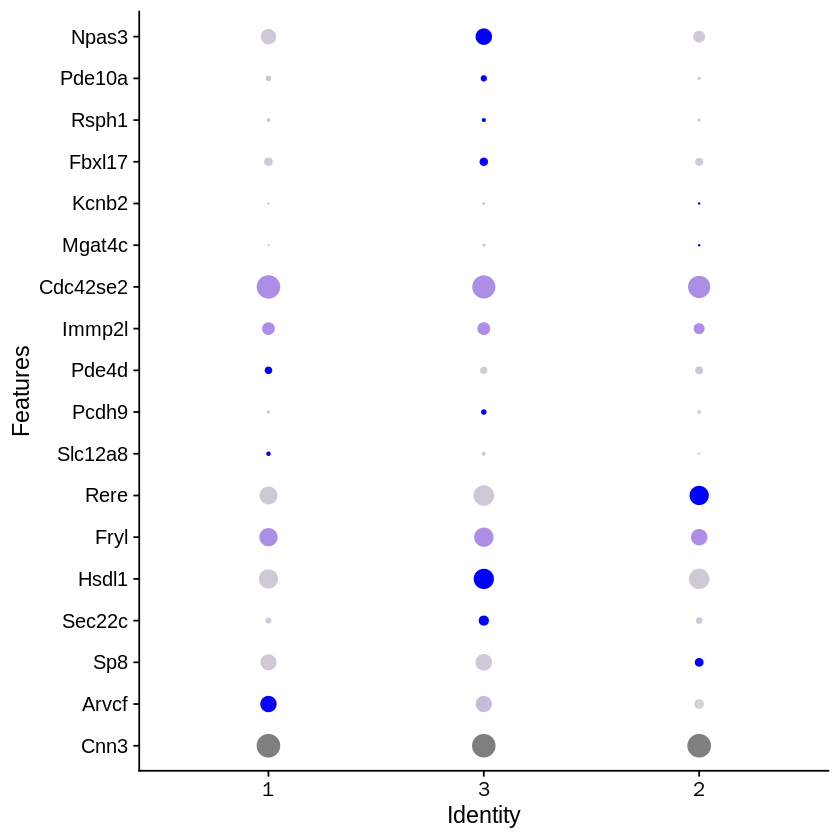 Npas3
Pde10a
Rsph1
Fbxl17
Kcnb2
Mgat4c
Cdc42se2
Immp2l
Pde4d
Pcdh9
Slc12a8
Rere
Fryl
Hsdl1
Sec22c
Sp8
Arvcf
Cnn3
Features
1 3 2
Identity